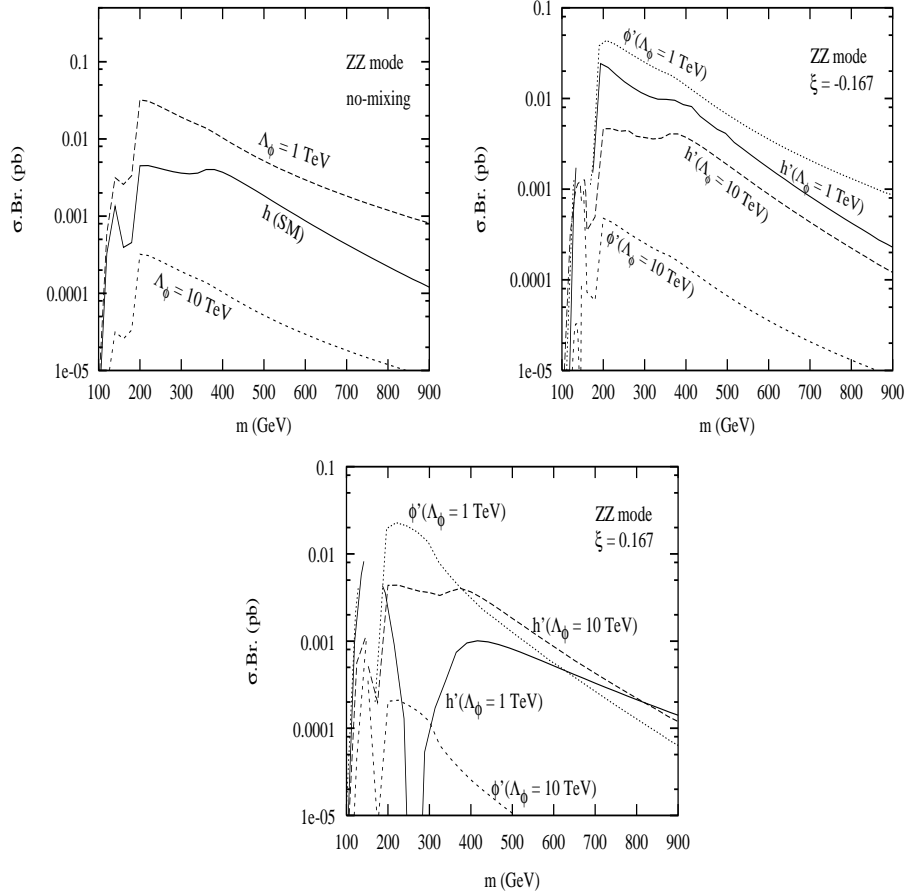 0.1
0.01
0.001
0.0001
1e-05
100 200 300 400 500 600 700 800 900
m (GeV)
σ.Br. (pb)
ZZ mode
no-mixing
Λϕ = 1 TeV
h (SM)
Λϕ = 10 TeV
0.1
0.01
0.001
0.0001
1e-05
100 200 300 400 500 600 700 800 900
m (GeV)
σ.Br. (pb)
ZZ mode
ξ = -0.167
ϕ'(Λϕ = 1 TeV)
h'(Λϕ = 1 TeV)
h'(Λϕ = 10 TeV)
ϕ'(Λϕ = 10 TeV)
0.1
0.01
0.001
0.0001
1e-05
100 200 300 400 500 600 700 800 900
m (GeV)
σ.Br. (pb)
ZZ mode
ξ = 0.167
ϕ'(Λϕ = 1 TeV)
h'(Λϕ = 10 TeV)
h'(Λϕ = 1 TeV)
ϕ'(Λϕ = 10 TeV)